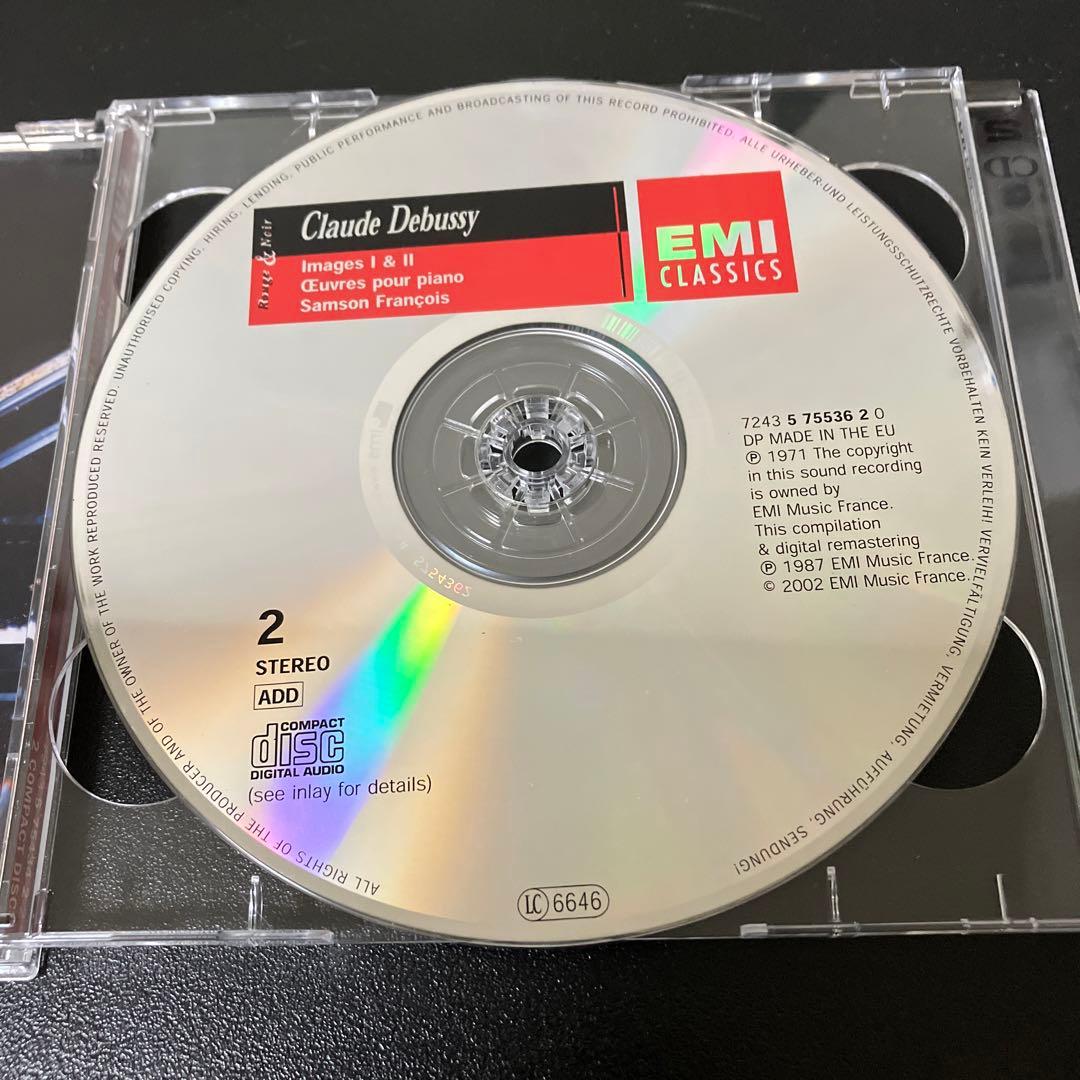 ALL RIGHTS OF THE PRODUCER AND OF THE OWNER OF THE WORK REPRODUCED RESERVED. UNAUTHORISED COPYING, HIRING, LENDING, PUBLIC PERFORMANCE AND BROADCASTING OF THIS RECORD PROHIBITED. ALLE URHEBER-UND LEISTUNGSSCHUTZRECHTE VORBEHALTEN KEIN VERLEIH! VERVIELFÄLTIGUNG, VERMIETUNG, AUFFÜHRUNG, SENDUNG!
Rouge & Noir
Claude Debussy
Images I & II
Œuvres pour piano
Samson François
EMI
CLASSICS
7243 5 75536 2 0
DP MADE IN THE EU
℗ 1971 The copyright
in this sound recording
is owned by
EMI Music France.
This compilation
& digital remastering
℗ 1987 EMI Music France.
© 2002 EMI Music France.
2
STEREO
ADD
COMPACT
disc
DIGITAL AUDIO
(see inlay for details)
LC 6646
CD
2 COMPACT DISC